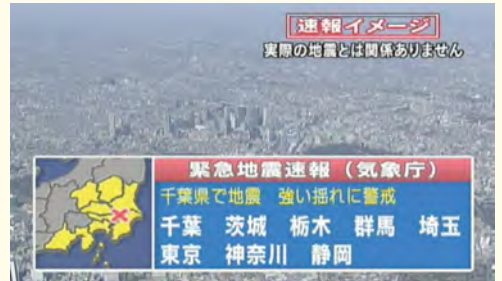 速報イメージ
実際の地震とは関係ありません
緊急地震速報（気象庁）
千葉県で地震　強い揺れに警戒
千葉　茨城　栃木　群馬　埼玉
東京　神奈川　静岡